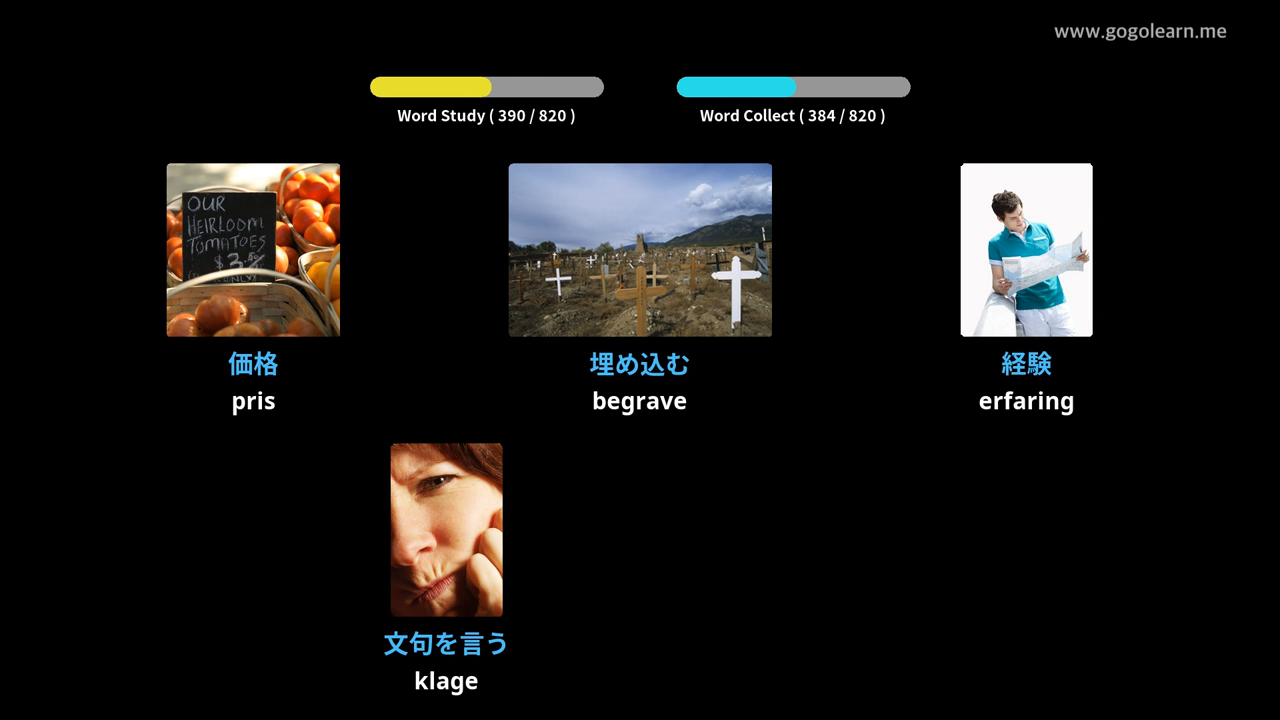 www.gogolearn.me
Word Study ( 390 / 820 )
Word Collect ( 384 / 820 )
OUR
HEIRLOOM
TOMATOES
価格
pris
埋め込む
begrave
経験
erfaring
文句を言う
klage